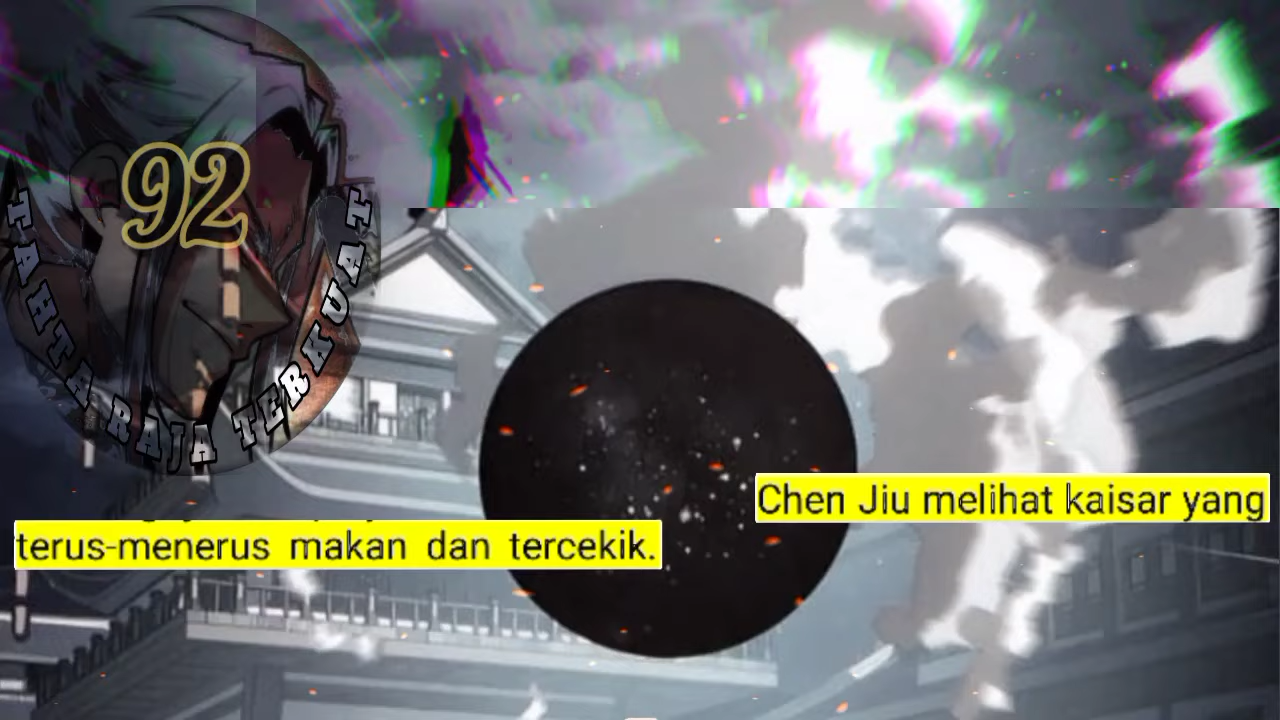 92
TAHTA RAJA TERKUAT
Chen Jiu melihat kaisar yang
terus-menerus makan dan tercekik.